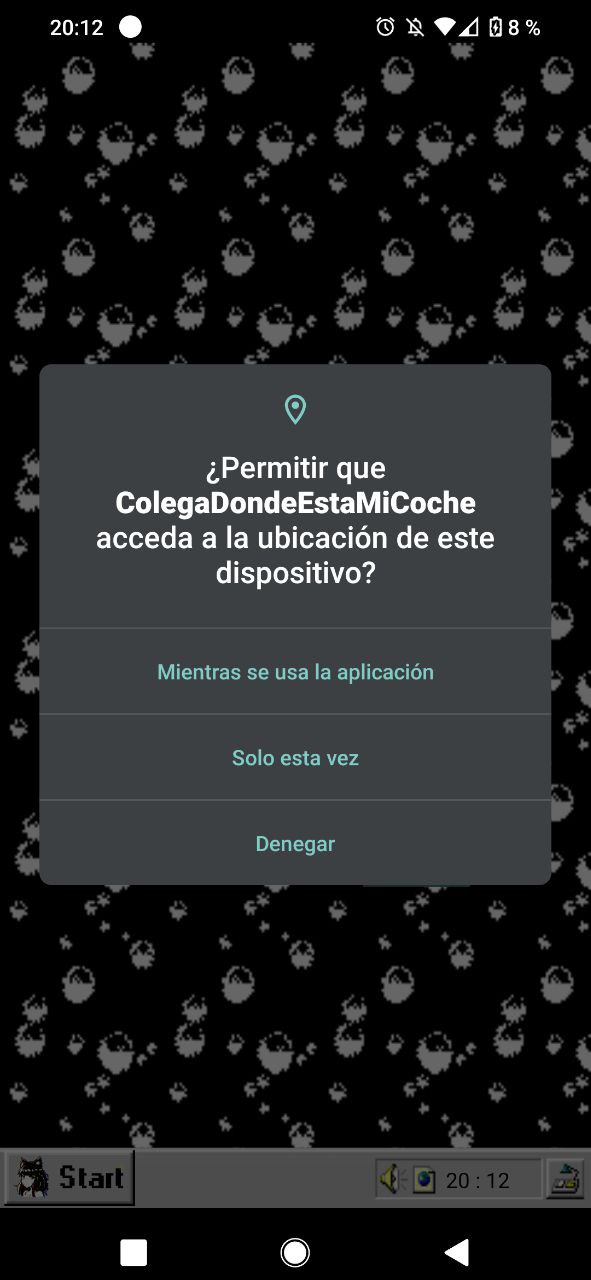 20:12 8 %
¿Permitir que
ColegaDondeEstaMiCoche
acceda a la ubicación de este
dispositivo?
Mientras se usa la aplicación
Solo esta vez
Denegar
Start 20 : 12